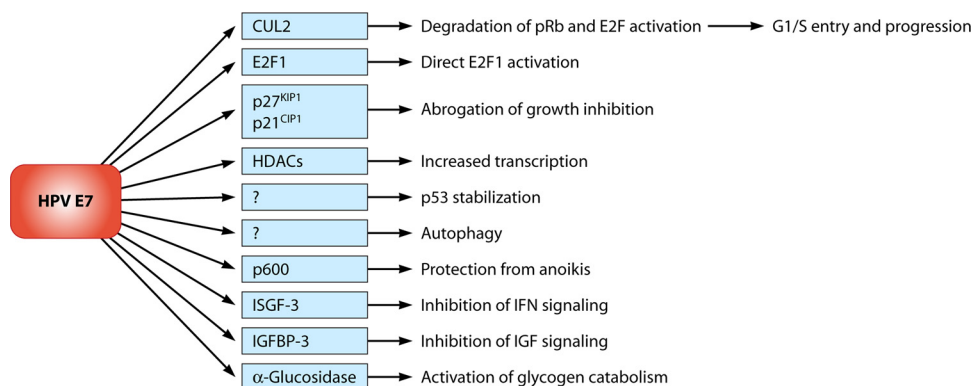 CUL2 Degradation of pRb and E2F activation G1/S entry and progression
E2F1 Direct E2F1 activation
p27KIP1
p21CIP1
Abrogation of growth inhibition
HDACs Increased transcription
HPV E7
? p53 stabilization
? Autophagy
p600 Protection from anoikis
ISGF-3 Inhibition of IFN signaling
IGFBP-3 Inhibition of IGF signaling
α-Glucosidase Activation of glycogen catabolism